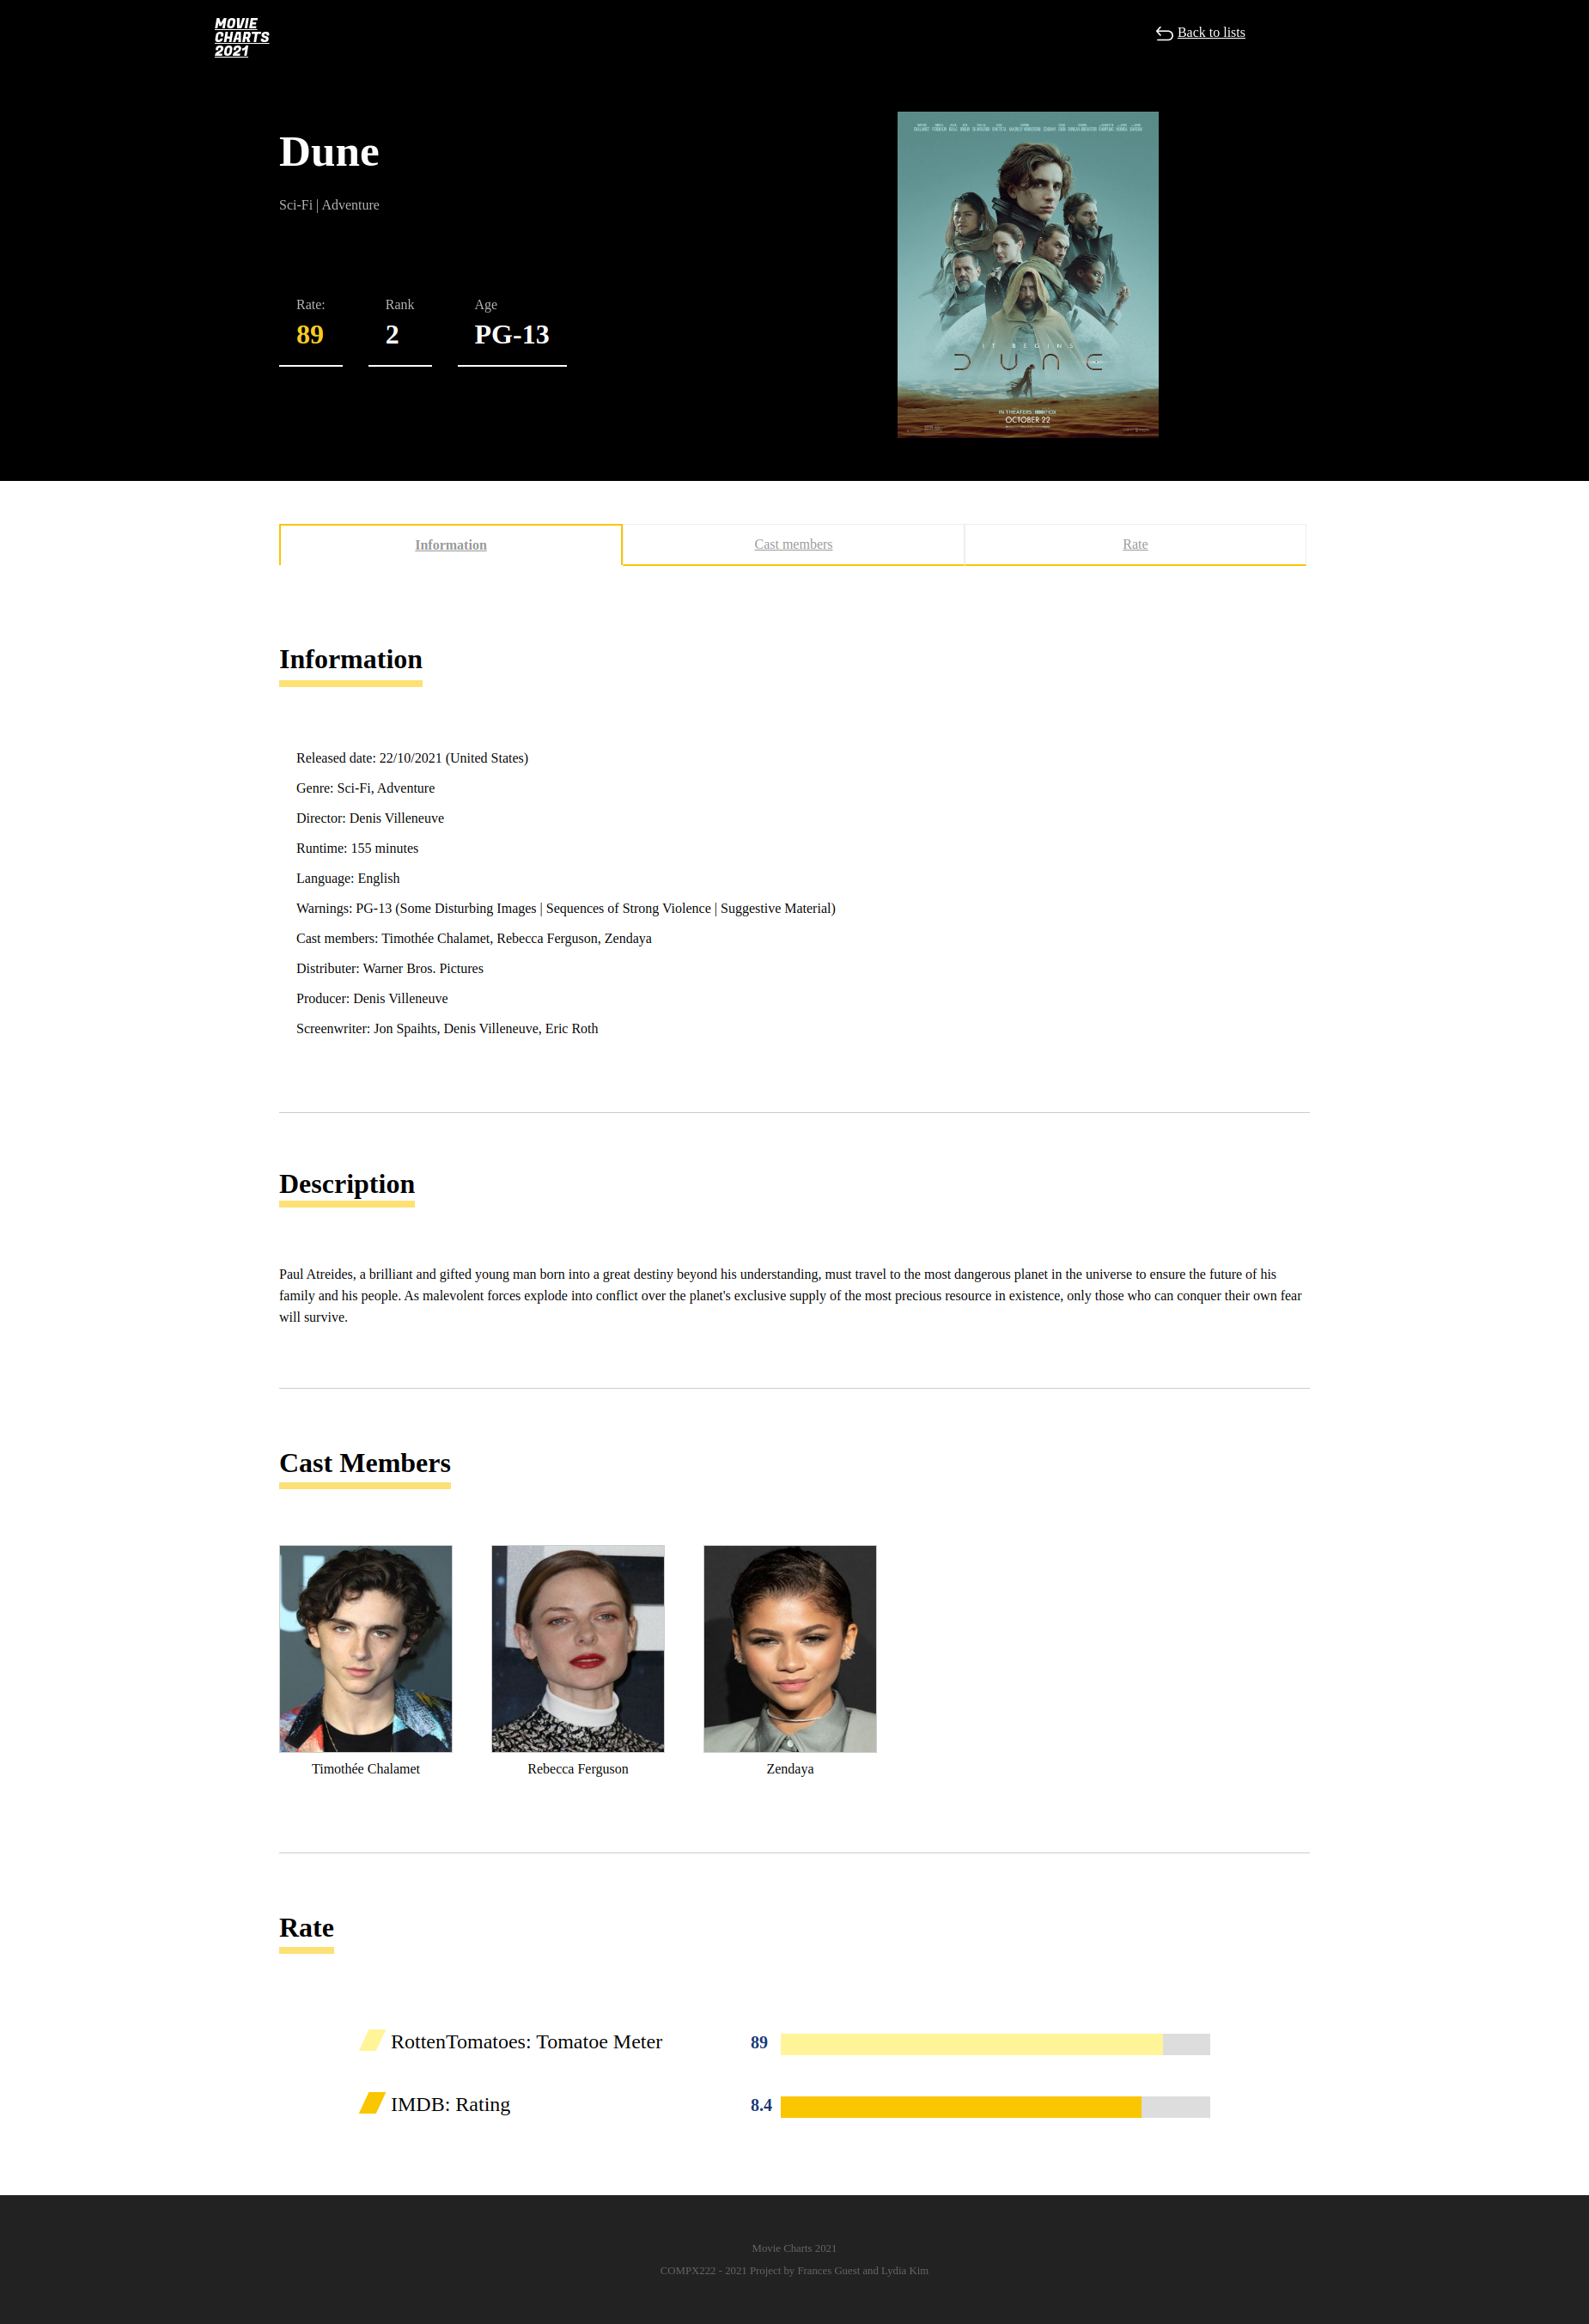 MOVIE
CHARTS
2021
Back to lists
Dune
Sci-Fi | Adventure
Rate:
89
Rank
2
Age
PG-13
IT BEGINS
DUNE
IN THEATERS
OCTOBER 22
Information
Cast members
Rate
Information
Released date: 22/10/2021 (United States)
Genre: Sci-Fi, Adventure
Director: Denis Villeneuve
Runtime: 155 minutes
Language: English
Warnings: PG-13 (Some Disturbing Images | Sequences of Strong Violence | Suggestive Material)
Cast members: Timothée Chalamet, Rebecca Ferguson, Zendaya
Distributer: Warner Bros. Pictures
Producer: Denis Villeneuve
Screenwriter: Jon Spaihts, Denis Villeneuve, Eric Roth
Description
Paul Atreides, a brilliant and gifted young man born into a great destiny beyond his understanding, must travel to the most dangerous planet in the universe to ensure the future of his
family and his people. As malevolent forces explode into conflict over the planet's exclusive supply of the most precious resource in existence, only those who can conquer their own fear
will survive.
Cast Members
Timothée Chalamet
Rebecca Ferguson
Zendaya
Rate
RottenTomatoes: Tomatoe Meter
89
IMDB: Rating
8.4
Movie Charts 2021
COMPX222 - 2021 Project by Frances Guest and Lydia Kim